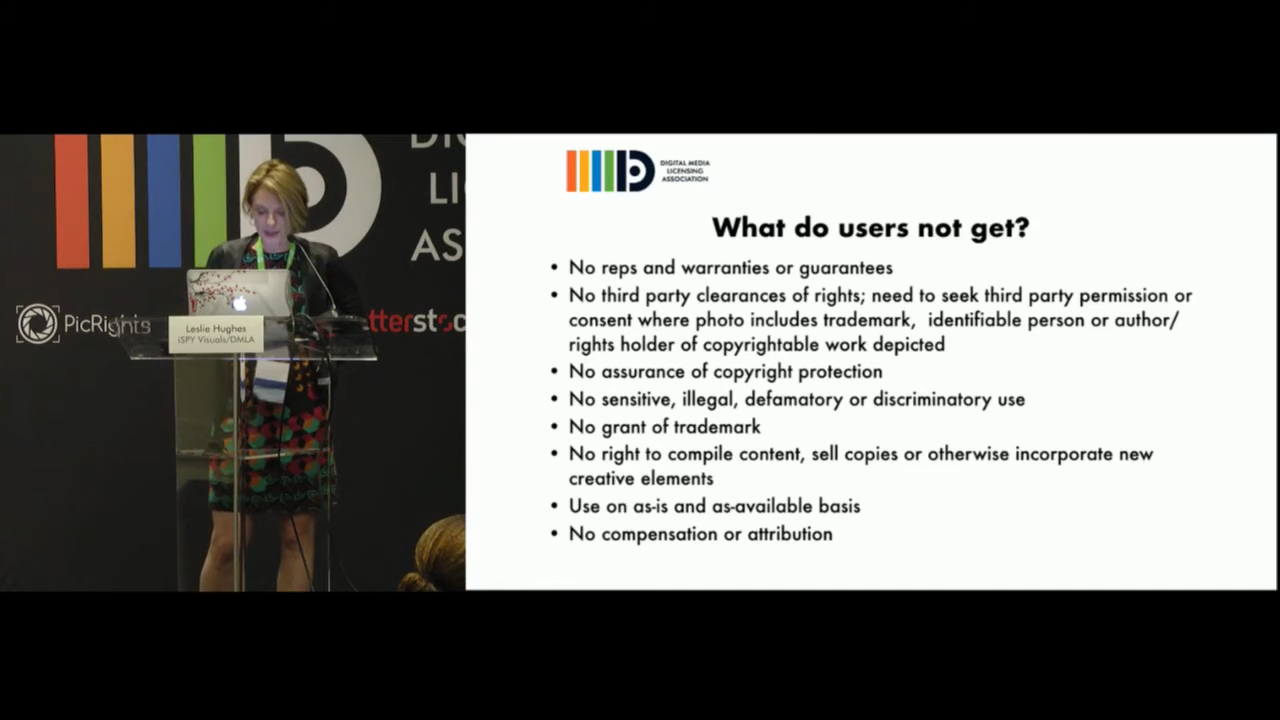 DIGITAL MEDIA
LICENSING
ASSOCIATION
What do users not get?
• No reps and warranties or guarantees
• No third party clearances of rights; need to seek third party permission or
consent where photo includes trademark, identifiable person or author/
rights holder of copyrightable work depicted
• No assurance of copyright protection
• No sensitive, illegal, defamatory or discriminatory use
• No grant of trademark
• No right to compile content, sell copies or otherwise incorporate new
creative elements
• Use on as-is and as-available basis
• No compensation or attribution
LI
AS
PicRights
tterstoc
Leslie Hughes
iSPY Visuals/DMLA